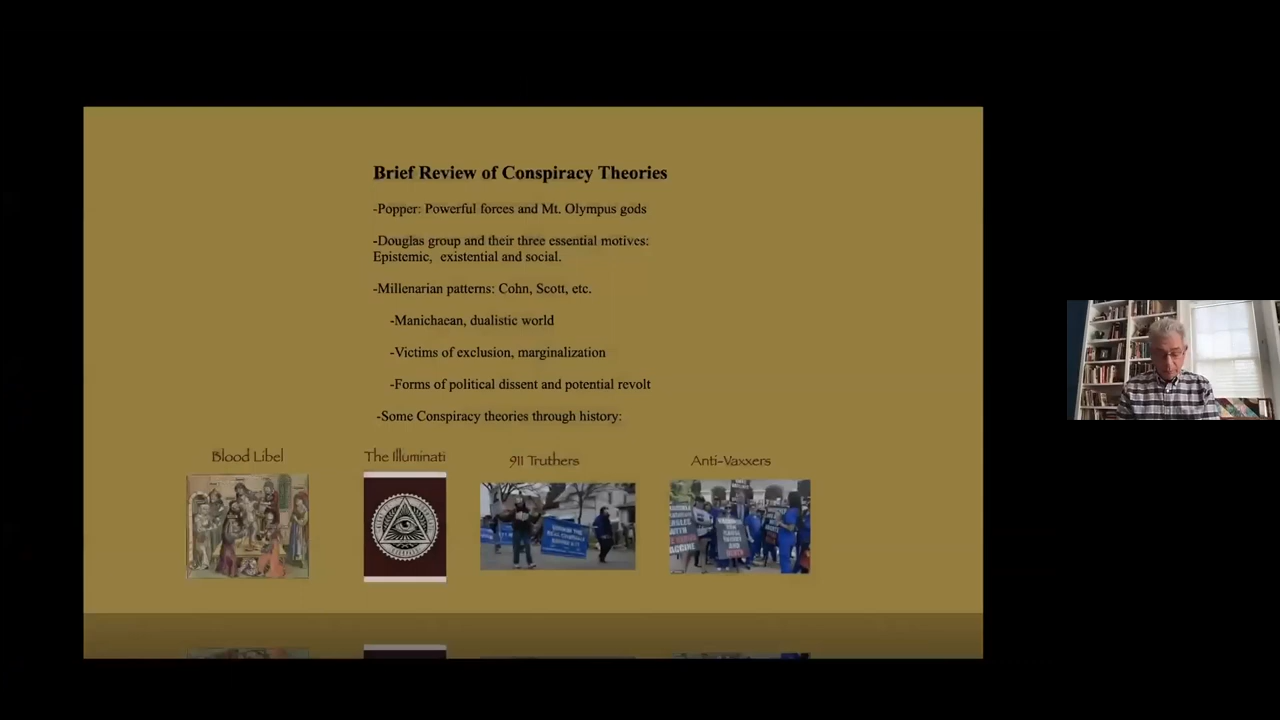 Brief Review of Conspiracy Theories
-Popper: Powerful forces and Mt. Olympus gods
-Douglas group and their three essential motives:
Epistemic, existential and social.
-Millenarian patterns: Cohn, Scott, etc.
-Manichaean, dualistic world
-Victims of exclusion, marginalization
-Forms of political dissent and potential revolt
-Some Conspiracy theories through history:
Blood Libel
The Illuminati
911 Truthers
Anti-Vaxxers